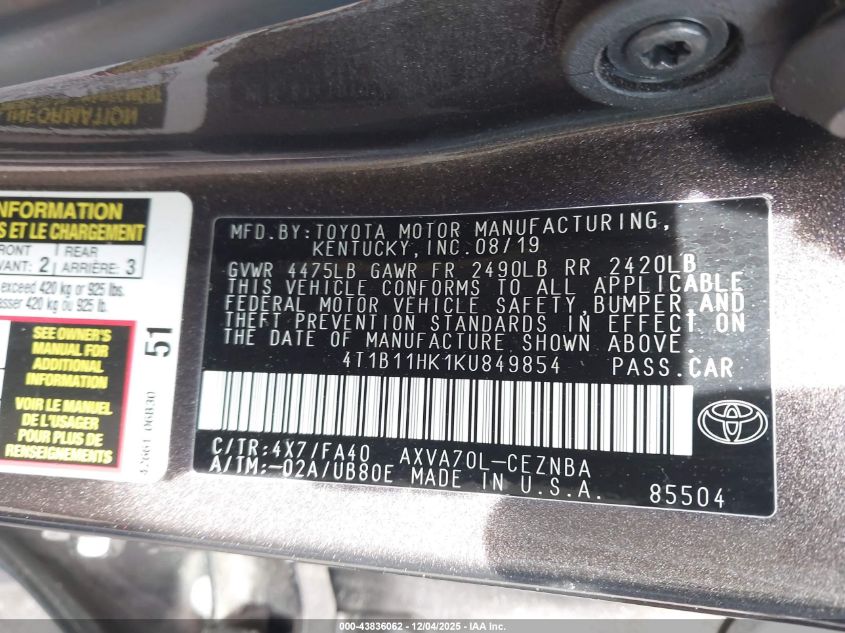 NFORMATION
S ET LE CHARGEMENT
FRONT REAR
VANT: 2 ARRIÈRE: 3
exceed 420 kg or 925 lbs.
sser 420 kg ou 925 lb.
SEE OWNER'S
MANUAL FOR
ADDITIONAL
INFORMATION
VOIR LE MANUEL
DE L'USAGER
POUR PLUS DE
51
42661 06B30
MFD.BY:TOYOTA MOTOR MANUFACTURING,
KENTUCKY, INC. 08/19
GVWR 4475LB GAWR FR 2490LB RR 2420LB
THIS VEHICLE CONFORMS TO ALL APPLICABLE
FEDERAL MOTOR VEHICLE SAFETY, BUMPER, AND
THEFT PREVENTION STANDARDS IN EFFECT ON
THE DATE OF MANUFACTURE SHOWN ABOVE.
4T1B11HK1KU849854 PASS.CAR
C/TR:4X7/FA40 AXVA70L-CEZNBA
A/TM:-02A/UB80E MADE IN U.S.A. 85504
000-43836062 - 12/04/2025 - IAA Inc.